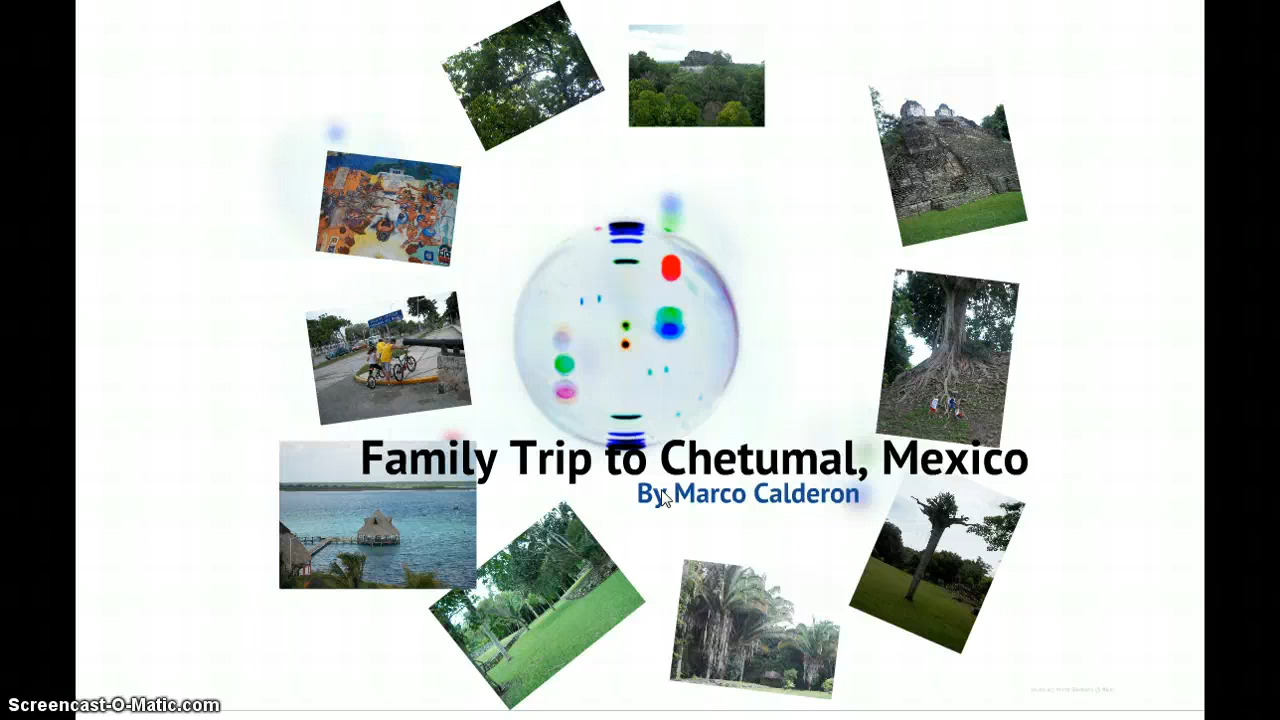 Family Trip to Chetumal, Mexico
By Marco Calderon
Screencast-O-Matic.com